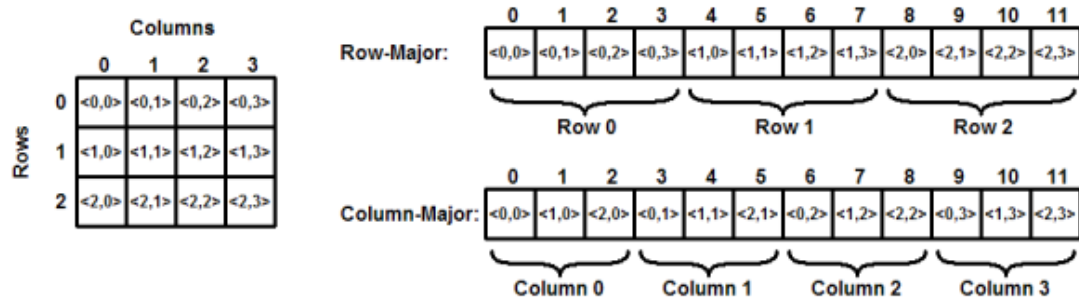 Columns
0 1 2 3
Rows
0 <0,0> <0,1> <0,2> <0,3>
1 <1,0> <1,1> <1,2> <1,3>
2 <2,0> <2,1> <2,2> <2,3>
0 1 2 3 4 5 6 7 8 9 10 11
Row-Major: <0,0> <0,1> <0,2> <0,3> <1,0> <1,1> <1,2> <1,3> <2,0> <2,1> <2,2> <2,3>
Row 0 Row 1 Row 2
0 1 2 3 4 5 6 7 8 9 10 11
Column-Major: <0,0> <1,0> <2,0> <0,1> <1,1> <2,1> <0,2> <1,2> <2,2> <0,3> <1,3> <2,3>
Column 0 Column 1 Column 2 Column 3